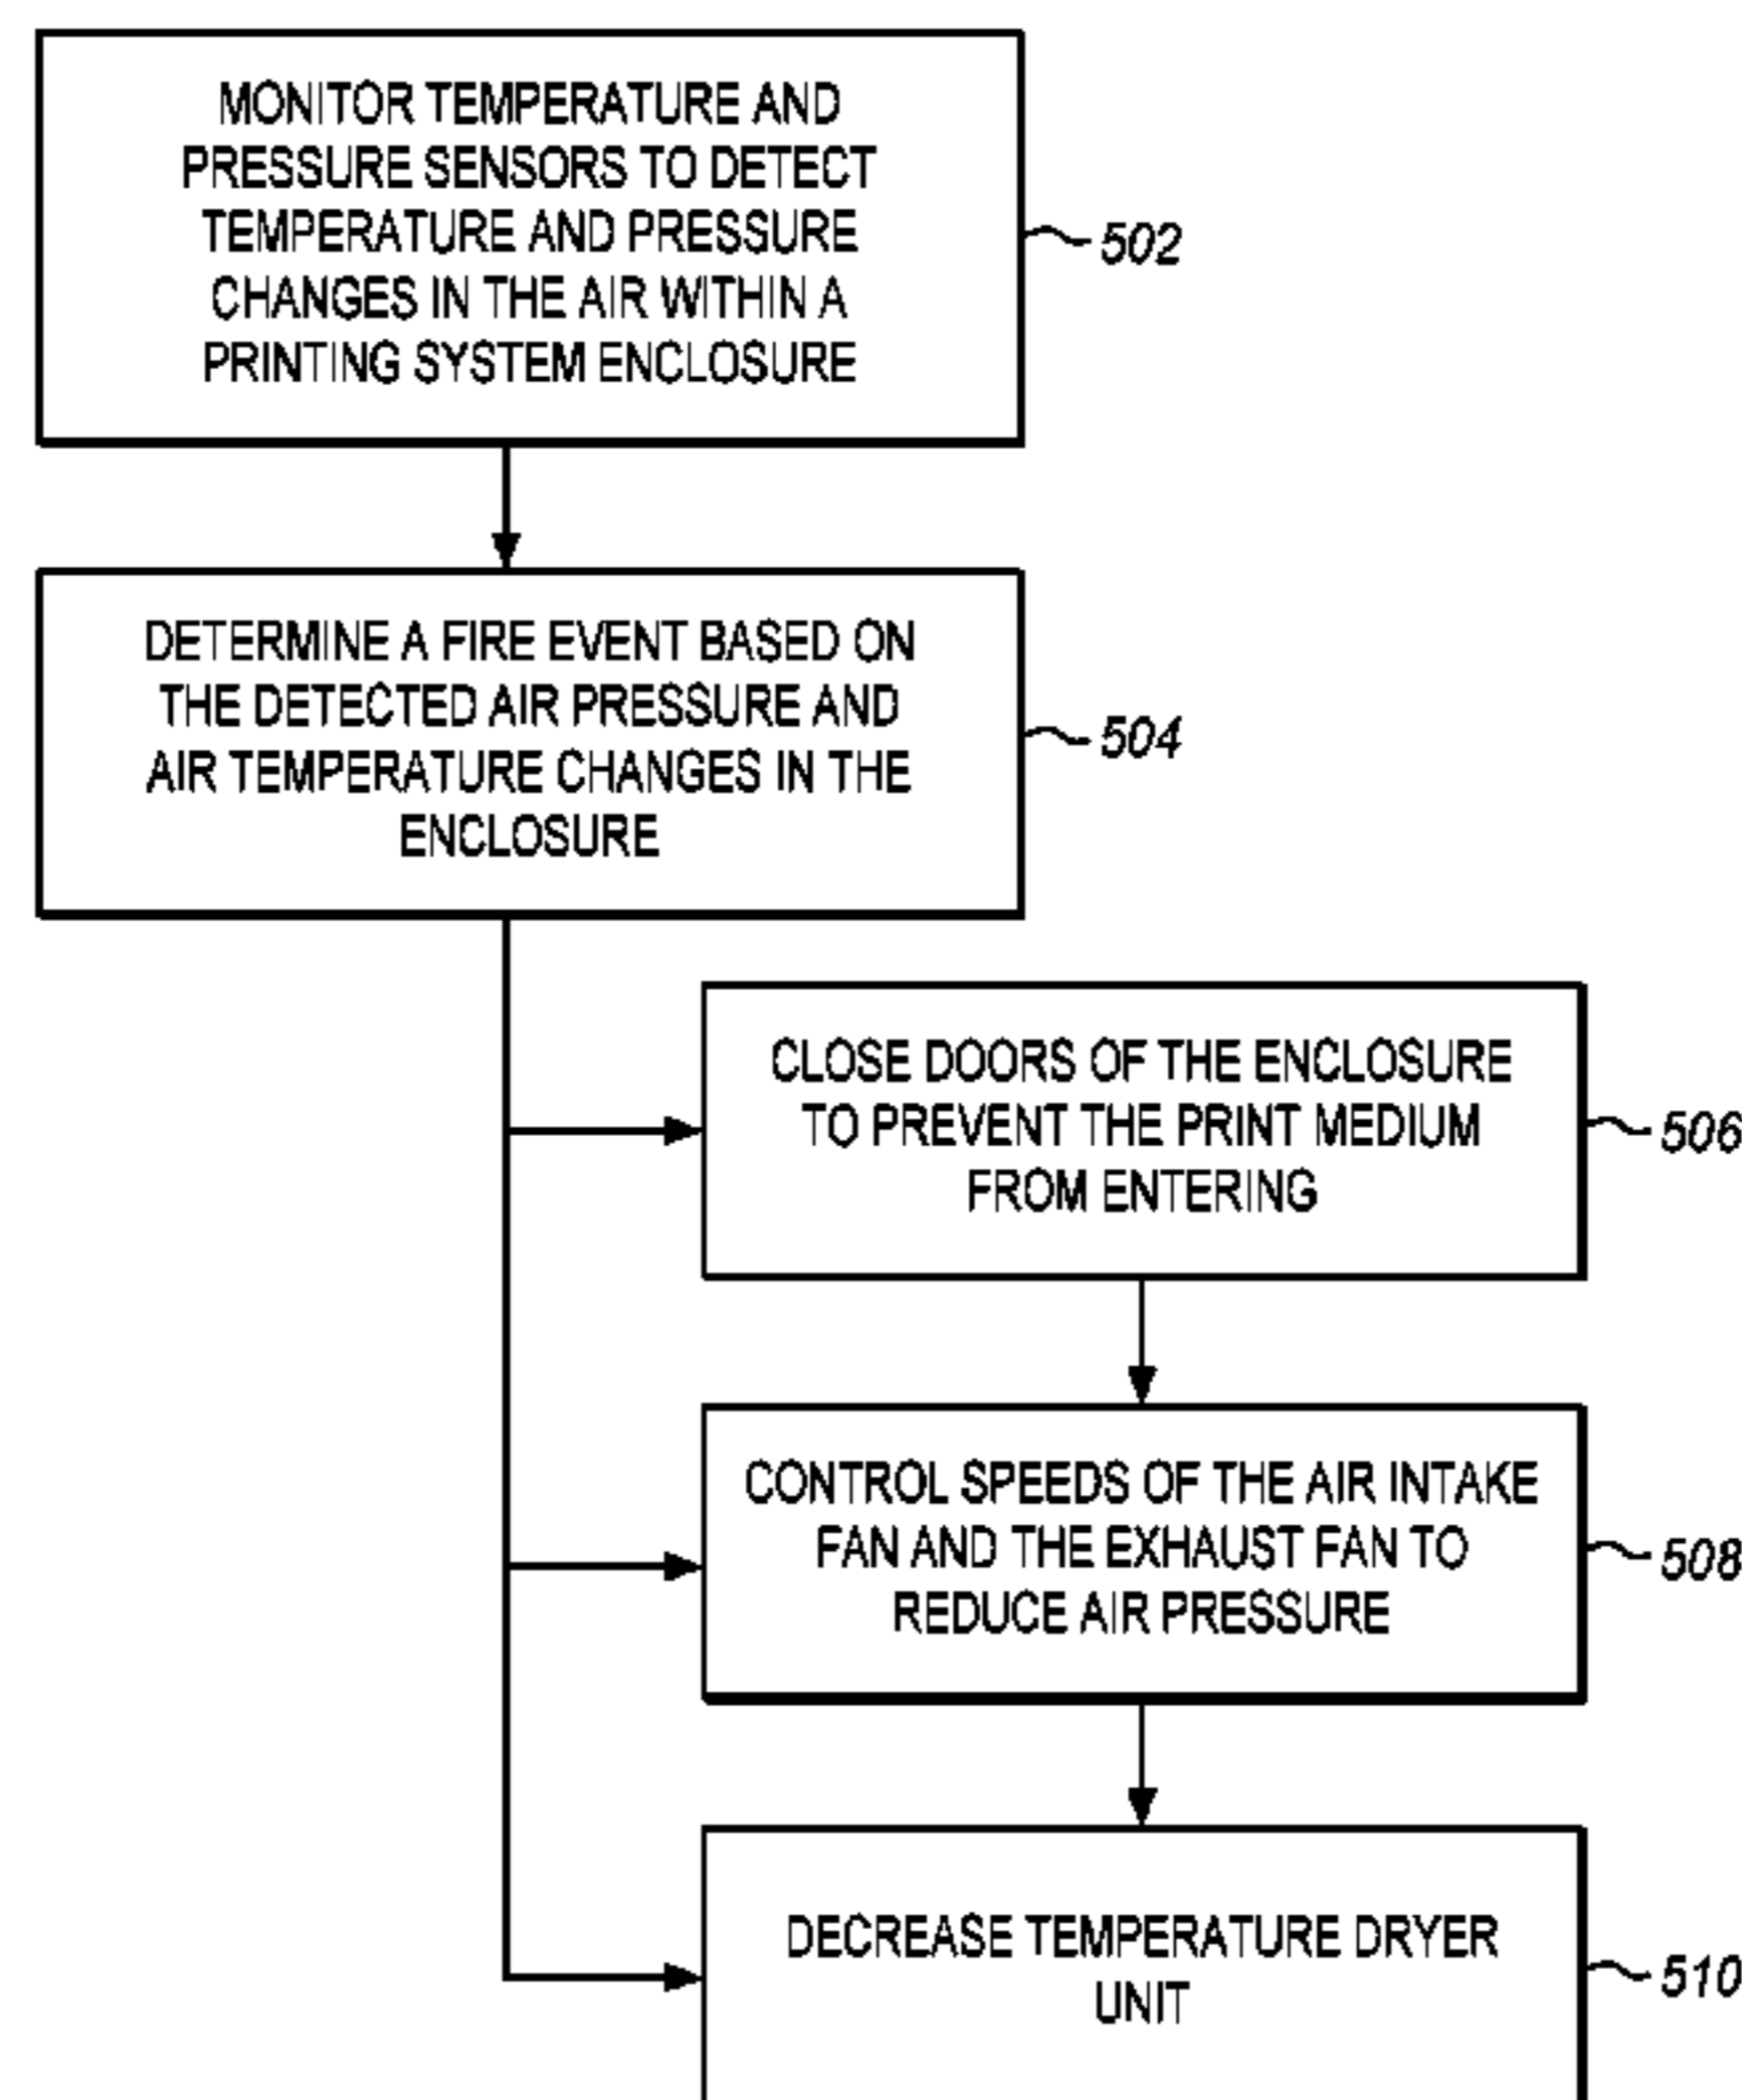 MONITOR TEMPERATURE AND
PRESSURE SENSORS TO DETECT
TEMPERATURE AND PRESSURE
CHANGES IN THE AIR WITHIN A
PRINTING SYSTEM ENCLOSURE
502
DETERMINE A FIRE EVENT BASED ON
THE DETECTED AIR PRESSURE AND
AIR TEMPERATURE CHANGES IN THE
ENCLOSURE
504
CLOSE DOORS OF THE ENCLOSURE
TO PREVENT THE PRINT MEDIUM
FROM ENTERING
506
CONTROL SPEEDS OF THE AIR INTAKE
FAN AND THE EXHAUST FAN TO
REDUCE AIR PRESSURE
508
DECREASE TEMPERATURE DRYER
UNIT
510